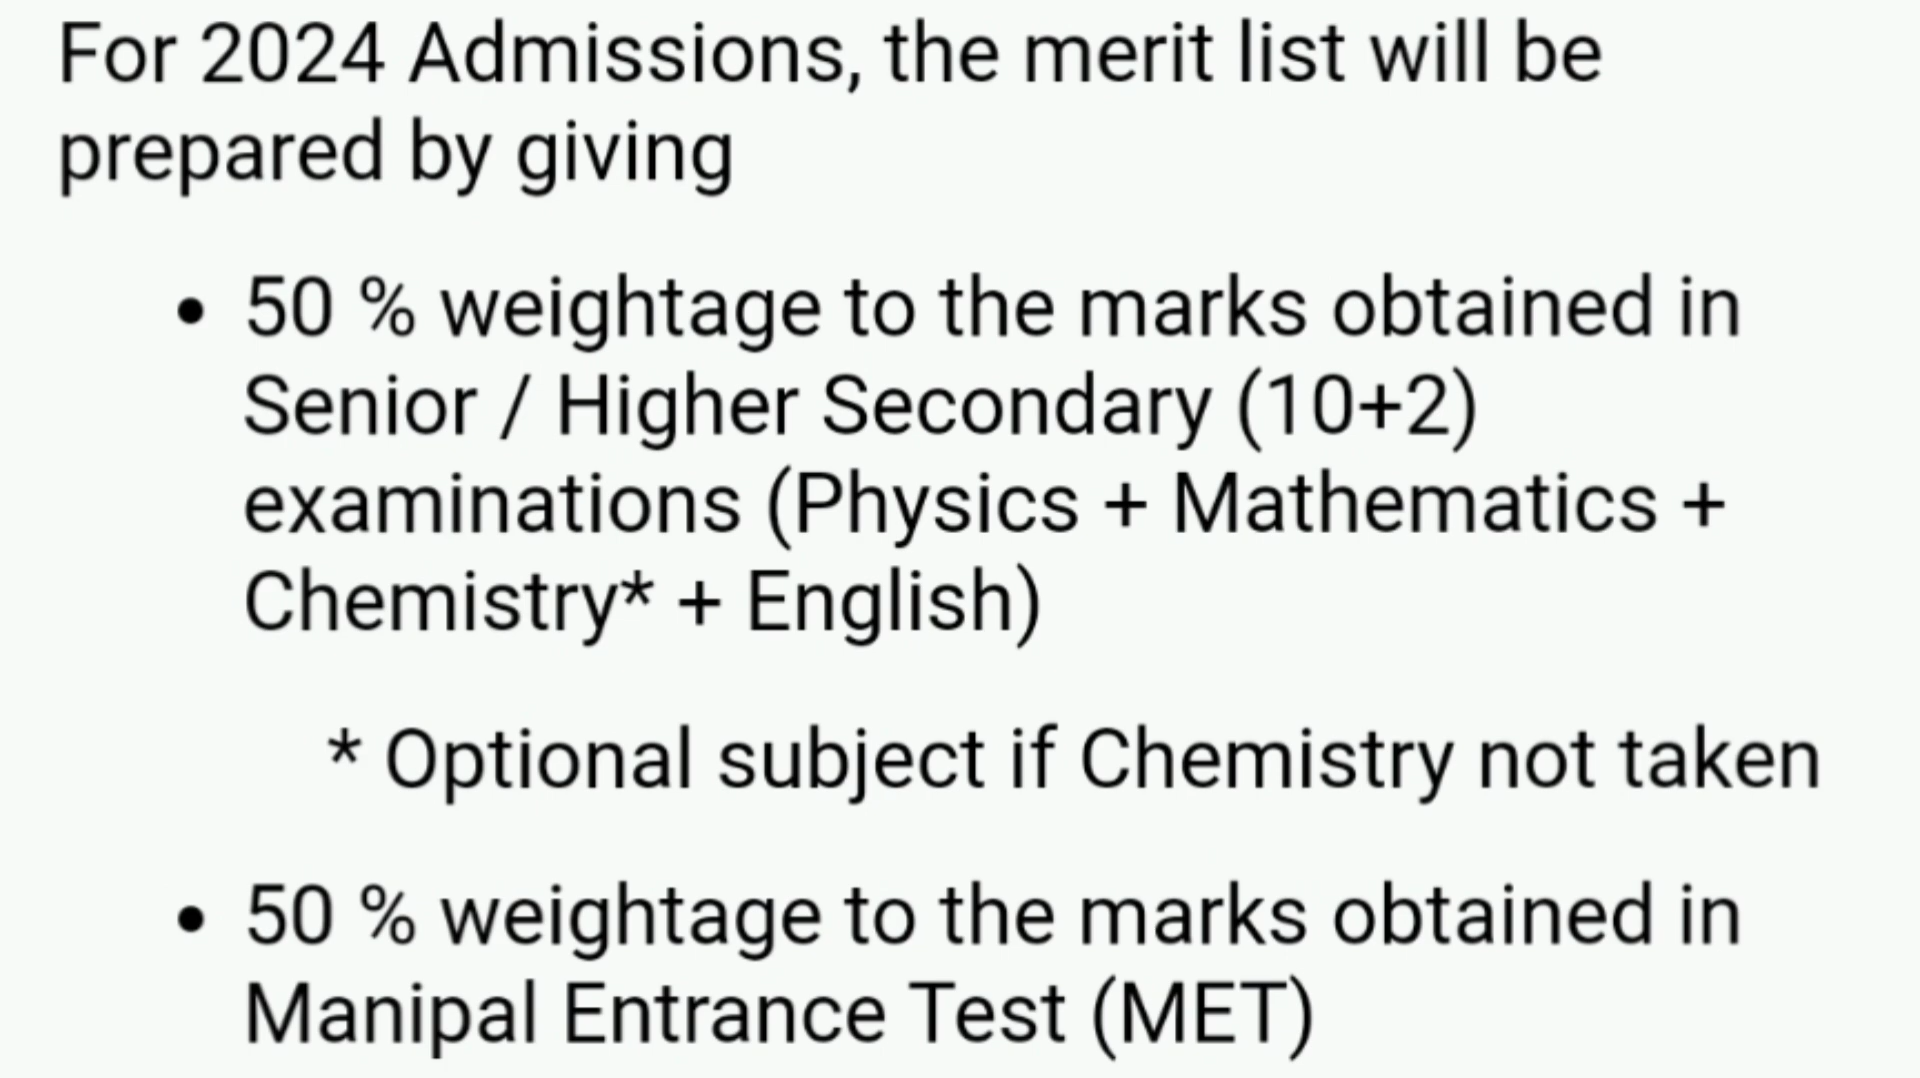 For 2024 Admissions, the merit list will be
prepared by giving
• 50 % weightage to the marks obtained in
Senior / Higher Secondary (10+2)
examinations (Physics + Mathematics +
Chemistry* + English)
* Optional subject if Chemistry not taken
• 50 % weightage to the marks obtained in
Manipal Entrance Test (MET)